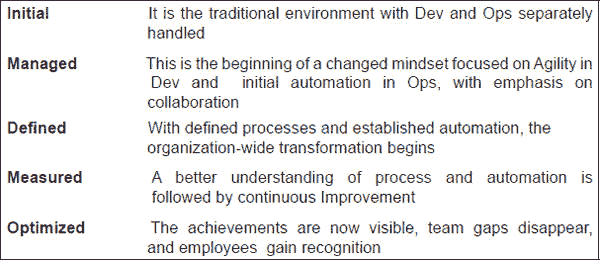 Initial It is the traditional environment with Dev and Ops separately
handled
Managed This is the beginning of a changed mindset focused on Agility in
Dev and initial automation in Ops, with emphasis on
collaboration
Defined With defined processes and established automation, the
organization-wide transformation begins
Measured A better understanding of process and automation is
followed by continuous Improvement
Optimized The achievements are now visible, team gaps disappear,
and employees gain recognition